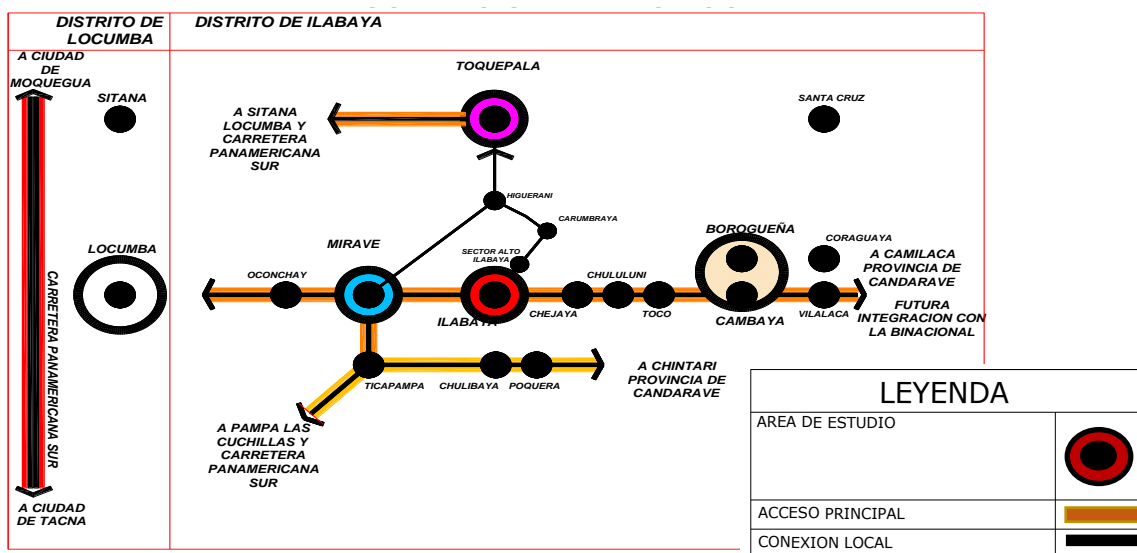 DISTRITO DE
LOCUMBA
DISTRITO DE ILABAYA
A CIUDAD
DE
MOQUEGUA
SITANA
TOQUEPALA
SANTA CRUZ
A SITANA
LOCUMBA Y
CARRETERA
PANAMERICANA
SUR
HIGUERANI
CARUMBRAYA
LOCUMBA
MIRAVE
SECTOR ALTO
ILABAYA
BOROGUEÑA
CORAGUAYA
OCONCHAY
CHULULUNI
A CAMILACA
PROVINCIA DE
CANDARAVE
CARRETERA PANAMERICANA SUR
ILABAYA
CHEJAYA
TOCO
CAMBAYA
VILALACA
FUTURA
INTEGRACION CON
LA BINACIONAL
TICAPAMPA
CHULIBAYA
POQUERA
A CHINTARI
PROVINCIA DE
CANDARAVE
A PAMPA LAS
CUCHILLAS Y
CARRETERA
PANAMERICANA
SUR
A CIUDAD
DE TACNA
LEYENDA
AREA DE ESTUDIO
ACCESO PRINCIPAL
CONEXION LOCAL